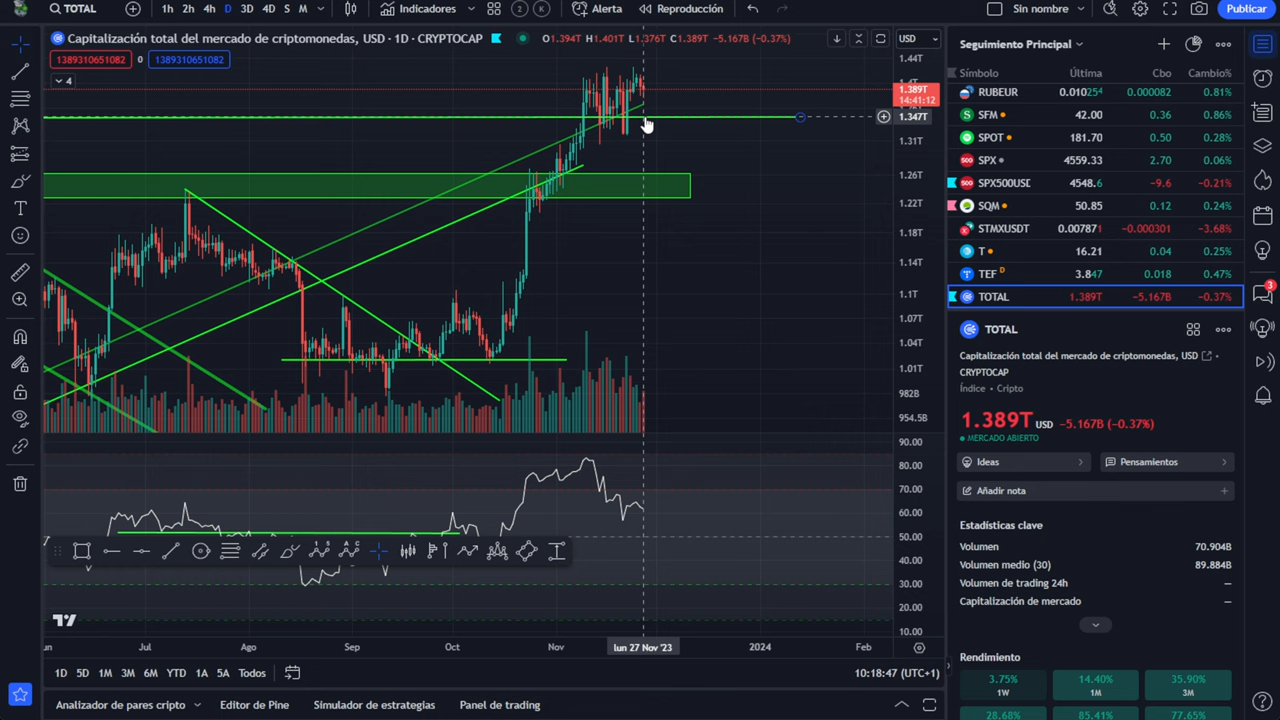 TOTAL 1h 2h 4h D 3D 4D S M Indicadores 2 K Alerta Reproducción Sin nombre Publicar
Capitalización total del mercado de criptomonedas, USD · 1D · CRYPTOCAP O1.394T H1.401T L1.376T C1.389T -5.167B (-0.37%) USD
1389310651082 0 1389310651082
4
1.44T
1.4T
1.389T
14:41:12
1.347T
1.31T
1.26T
1.22T
1.18T
1.14T
1.1T
1.07T
1.04T
1.01T
982B
954.5B
90.00
80.00
70.00
60.00
50.00
40.00
30.00
20.00
10.00
Jul Ago Sep Oct Nov lun 27 Nov '23 2024 Feb
1D 5D 1M 3M 6M YTD 1A 5A Todos 10:18:47 (UTC+1)
Analizador de pares cripto Editor de Pine Simulador de estrategias Panel de trading
Seguimiento Principal
Símbolo Última Cbo Cambio%
RUBEUR 0.010254 0.000082 0.81%
SFM 42.00 0.36 0.86%
SPOT 181.70 0.50 0.28%
SPX 4559.33 2.70 0.06%
SPX500USD 4548.6 -9.6 -0.21%
SQM 50.85 0.12 0.24%
STMXUSDT 0.007871 -0.000301 -3.68%
T 16.21 0.04 0.25%
TEF D 3.847 0.018 0.47%
TOTAL 1.389T -5.167B -0.37%
3
TOTAL
Capitalización total del mercado de criptomonedas, USD
CRYPTOCAP
Índice • Cripto
1.389T USD -5.167B (-0.37%)
MERCADO ABIERTO
Ideas Pensamientos
Añadir nota
Estadísticas clave
Volumen 70.904B
Volumen medio (30) 89.884B
Volumen de trading 24h —
Capitalización de mercado —
Rendimiento
3.75% 14.40% 35.90%
1W 1M 3M
28.68% 85.41% 77.65%